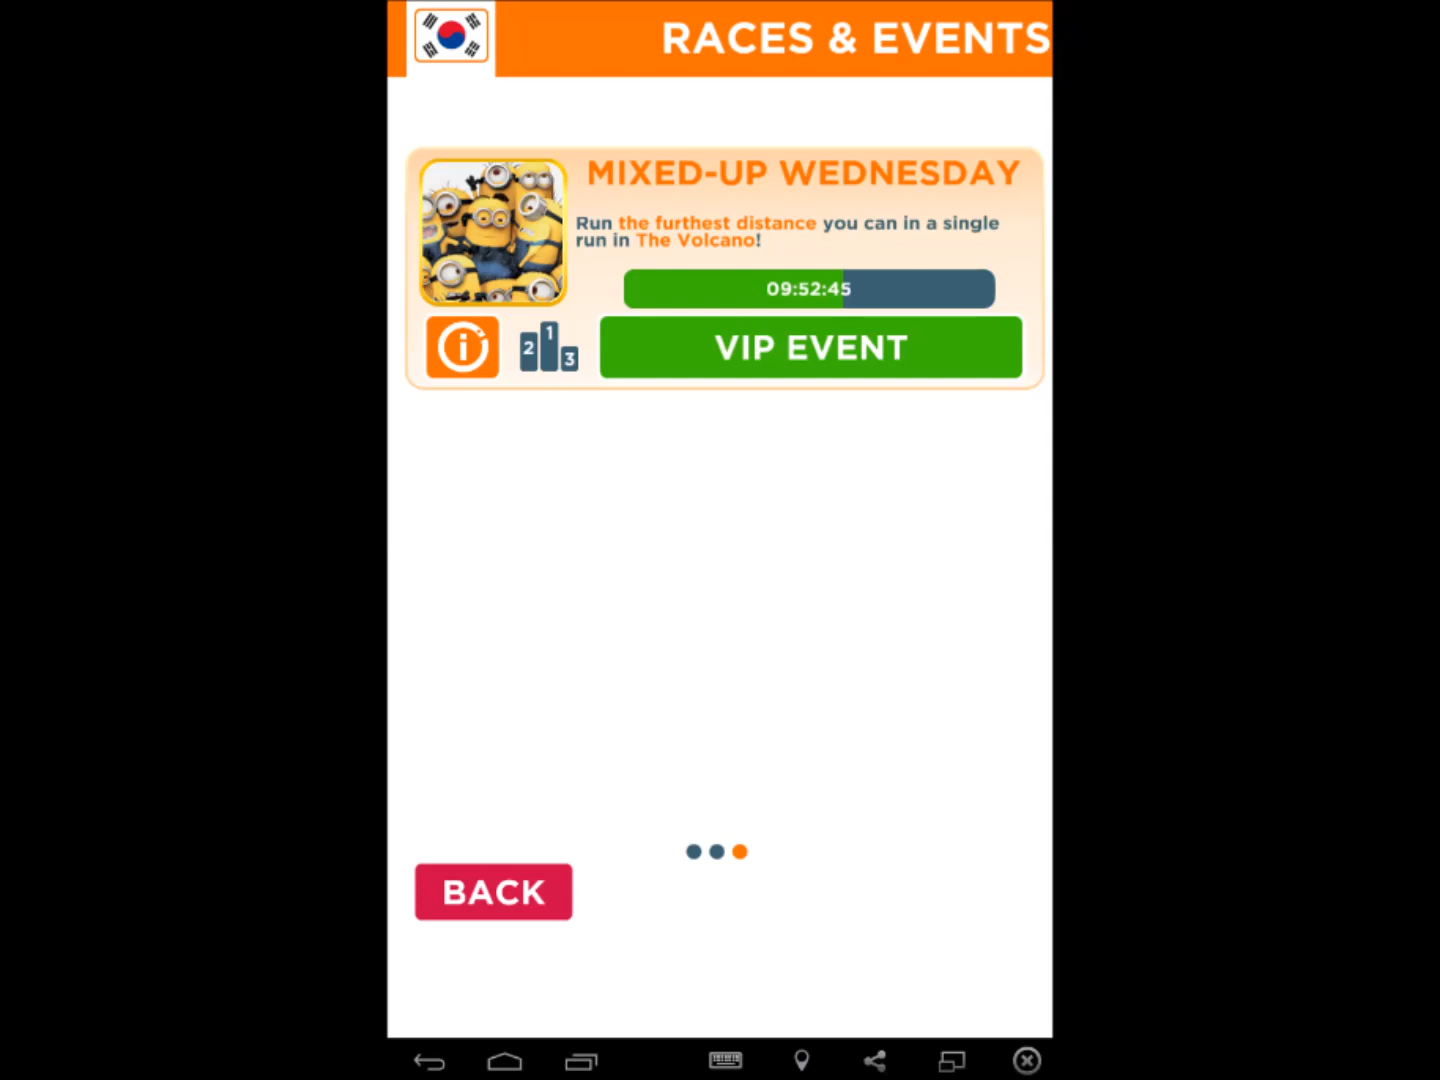 RACES & EVENTS
MIXED-UP WEDNESDAY
Run the furthest distance you can in a single
run in The Volcano!
09:52:45
i
2 1 3
VIP EVENT
BACK